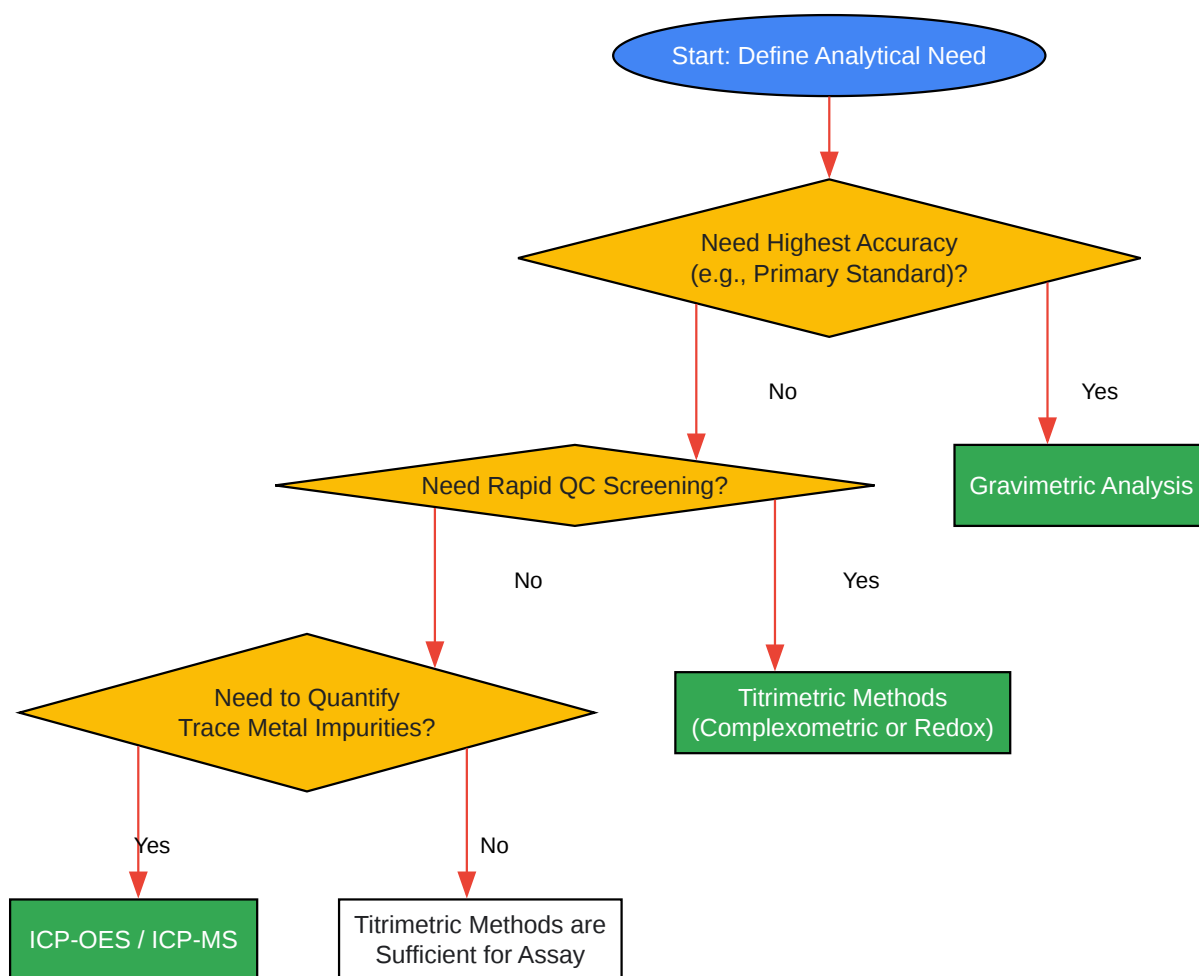 Start: Define Analytical Need
Need Highest Accuracy
(e.g., Primary Standard)?
No
Yes
Need Rapid QC Screening?
Gravimetric Analysis
No
Yes
Need to Quantify
Trace Metal Impurities?
Titrimetric Methods
(Complexometric or Redox)
Yes
No
ICP-OES / ICP-MS
Titrimetric Methods are
Sufficient for Assay